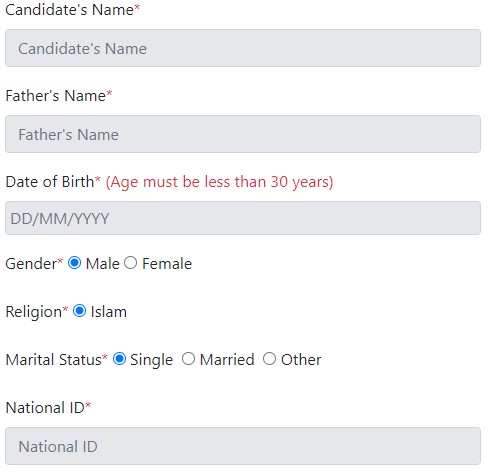 Candidate's Name*
Candidate's Name
Father's Name*
Father's Name
Date of Birth* (Age must be less than 30 years)
DD/MM/YYYY
Gender* Male Female
Religion* Islam
Marital Status* Single Married Other
National ID*
National ID